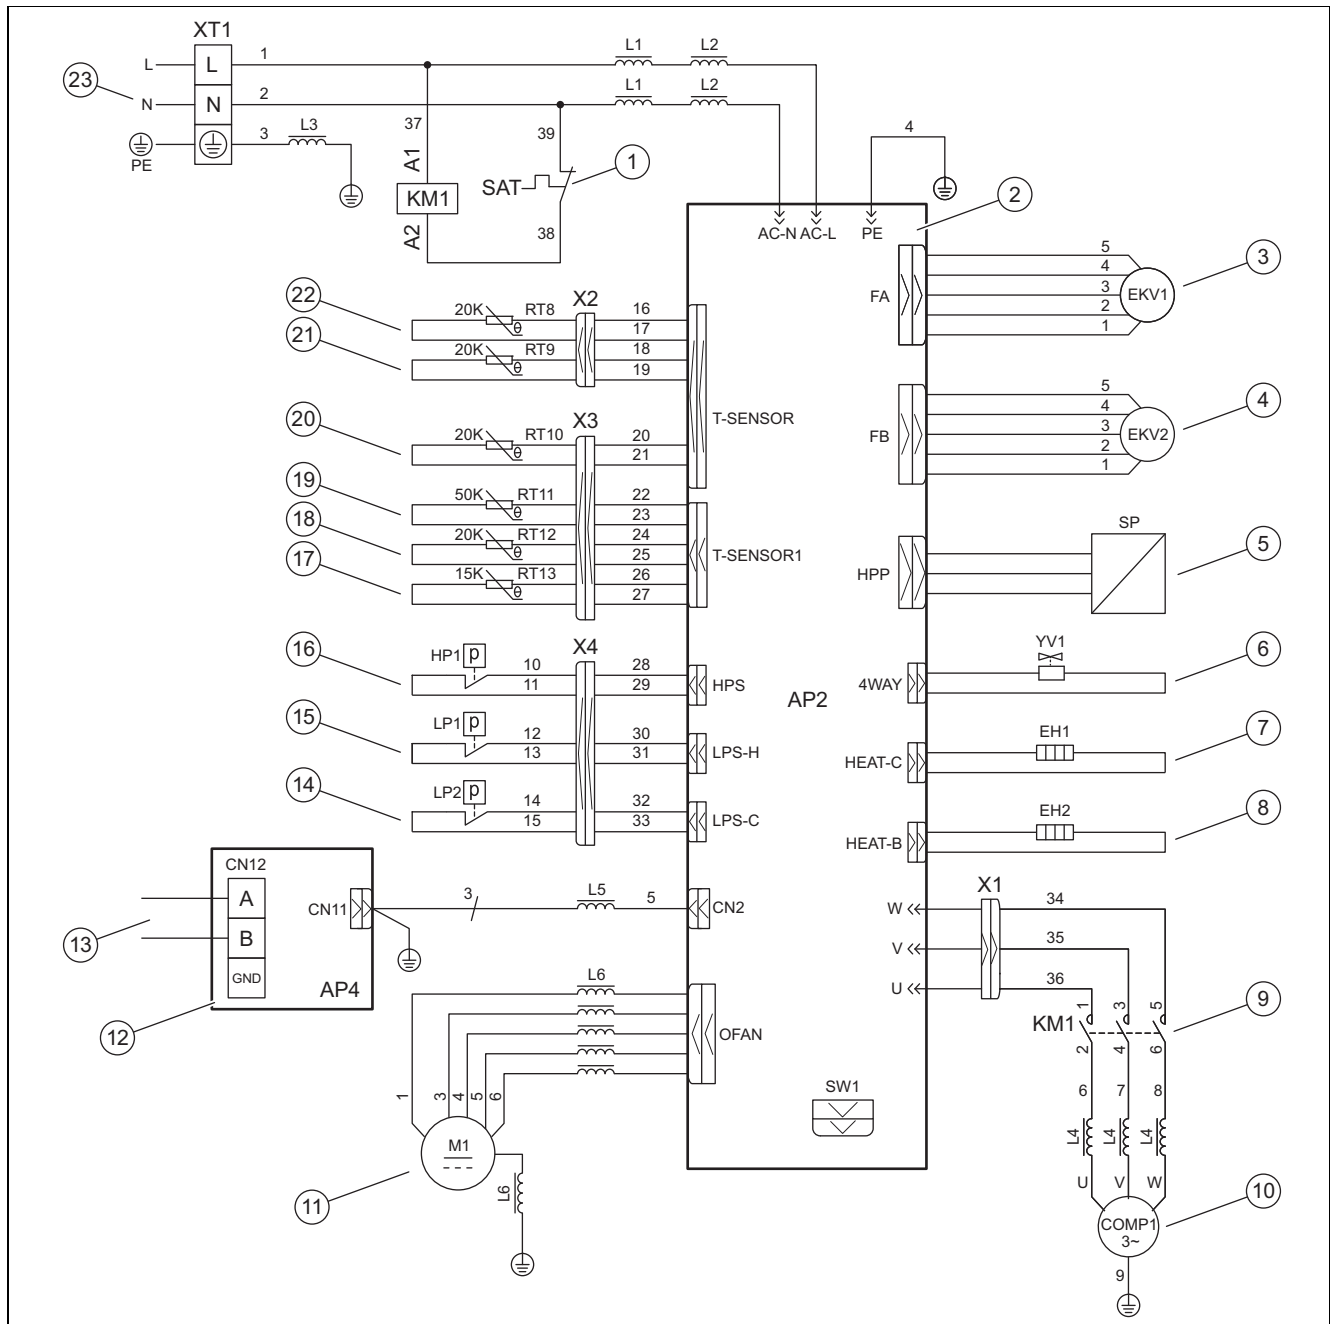 XT1
L L 1 L1 L2
23
N N 2 L1 L2
PE 3 L3
37 39 4
A1 SAT 1
KM1
A2 38
2
AC-N AC-L PE
FA 5 4 3 2 1 EKV1 3
22 20K RT8 X2 16
17
21 20K RT9 18
19
T-SENSOR
FB 5 4 3 2 1 EKV2 4
20 20K RT10 X3 20
21
19 50K RT11 22
23
18 20K RT12 24
25
17 15K RT13 26
27
T-SENSOR1
HPP SP 5
16 HP1 p 10 X4 28
11 29
HPS
AP2
4WAY YV1 6
15 LP1 p 12 30
13 31
LPS-H
HEAT-C EH1 7
14 LP2 p 14 32
15 33
LPS-C
HEAT-B EH2 8
CN12
A
B
GND
CN11
AP4
13
12
3 L5 5 CN2
W V U
X1
34
35
36
L6 OFAN
1 3 4 5 6
M1
L6
11
SW1
KM1 1 3 5
2 4 6
9
6 7 8
L4 L4 L4
U V W
COMP1
3~
10
9